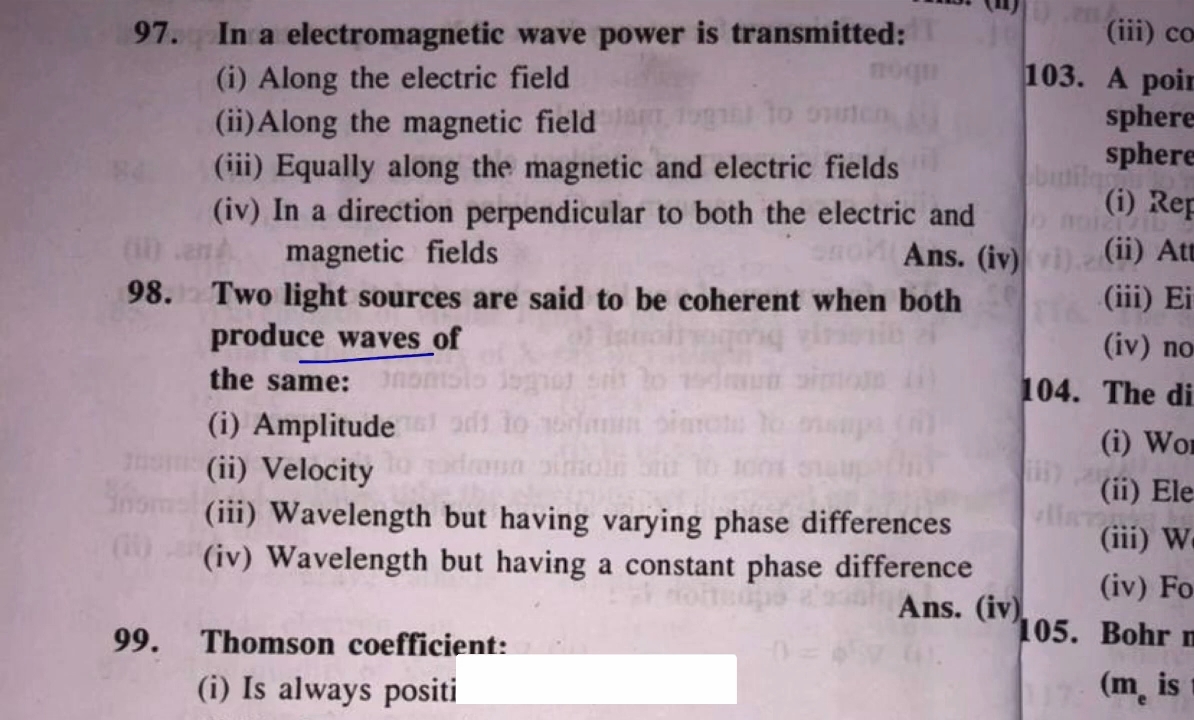 97. In a electromagnetic wave power is transmitted:
(i) Along the electric field
(ii) Along the magnetic field
(iii) Equally along the magnetic and electric fields
(iv) In a direction perpendicular to both the electric and
magnetic fields Ans. (iv)
98. Two light sources are said to be coherent when both
produce waves of
the same:
(i) Amplitude
(ii) Velocity
(iii) Wavelength but having varying phase differences
(iv) Wavelength but having a constant phase difference
Ans. (iv)
99. Thomson coefficient:
(i) Is always positi
(iii) co
103. A poin
sphere
sphere
(i) Rep
(ii) Att
(iii) Ei
(iv) no
104. The di
(i) Wor
(ii) Ele
(iii) W
(iv) Fo
105. Bohr
(mₑ is